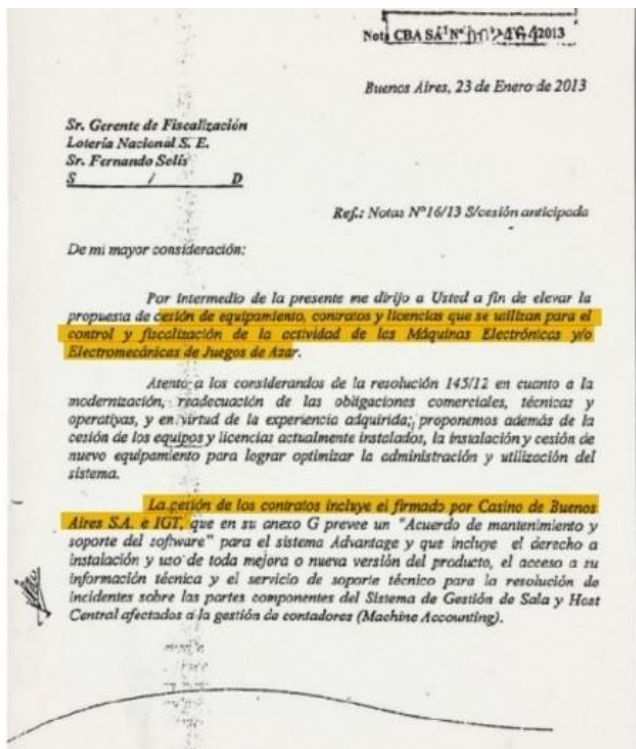 Nota CBA SA Nº 2013
Buenos Aires, 23 de Enero de 2013
Sr. Gerente de Fiscalización
Lotería Nacional S. E.
Sr. Fernando Solís
S / D
Ref.: Notas Nº16/13 S/cesión anticipada
De mi mayor consideración:
Por intermedio de la presente me dirijo a Usted a fin de elevar la
propuesta de cesión de equipamiento, contratos y licencias que se utilizan para el
control y fiscalización de la actividad de las Máquinas Electrónicas y/o
Electromecánicas de Juegos de Azar.
Atento a los considerandos de la resolución 145/12 en cuanto a la
modernización, readecuación de las obligaciones comerciales, técnicas y
operativas, y en virtud de la experiencia adquirida; proponemos además de la
cesión de los equipos y licencias actualmente instalados, la instalación y cesión de
nuevo equipamiento para lograr optimizar la administración y utilización del
sistema.
La cesión de los contratos incluye el firmado por Casino de Buenos
Aires S.A. e IGT, que en su anexo G prevee un "Acuerdo de mantenimiento y
soporte del software" para el sistema Advantage y que incluye el derecho a
instalación y uso de toda mejora o nueva versión del producto, el acceso a su
información técnica y el servicio de soporte técnico para la resolución de
incidentes sobre las partes componentes del Sistema de Gestión de Sala y Host
Central afectados a la gestión de contadores (Machine Accounting).